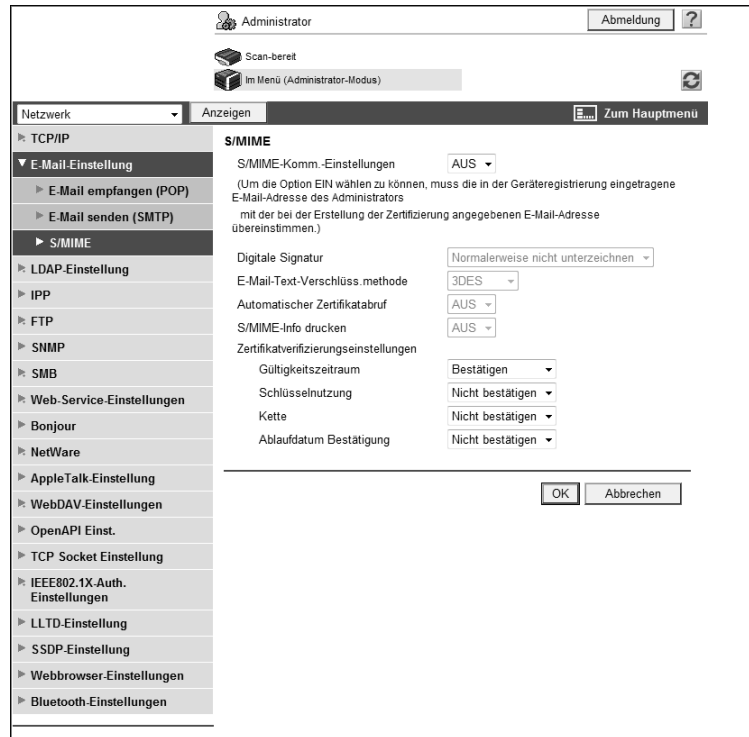 Administrator
Abmeldung
?
Scan-bereit
Im Menü (Administrator-Modus)
Netzwerk
Anzeigen
Zum Hauptmenü
TCP/IP
E-Mail-Einstellung
E-Mail empfangen (POP)
E-Mail senden (SMTP)
S/MIME
LDAP-Einstellung
IPP
FTP
SNMP
SMB
Web-Service-Einstellungen
Bonjour
NetWare
AppleTalk-Einstellung
WebDAV-Einstellungen
OpenAPI Einst.
TCP Socket Einstellung
IEEE802.1X-Auth.
Einstellungen
LLTD-Einstellung
SSDP-Einstellung
Webbrowser-Einstellungen
Bluetooth-Einstellungen
S/MIME
S/MIME-Komm.-Einstellungen AUS
(Um die Option EIN wählen zu können, muss die in der Geräteregistrierung eingetragene
E-Mail-Adresse des Administrators
mit der bei der Erstellung der Zertifizierung angegebenen E-Mail-Adresse
übereinstimmen.)
Digitale Signatur Normalerweise nicht unterzeichnen
E-Mail-Text-Verschlüss.methode 3DES
Automatischer Zertifikatabruf AUS
S/MIME-Info drucken AUS
Zertifikatverifizierungseinstellungen
Gültigkeitszeitraum Bestätigen
Schlüsselnutzung Nicht bestätigen
Kette Nicht bestätigen
Ablaufdatum Bestätigung Nicht bestätigen
OK Abbrechen